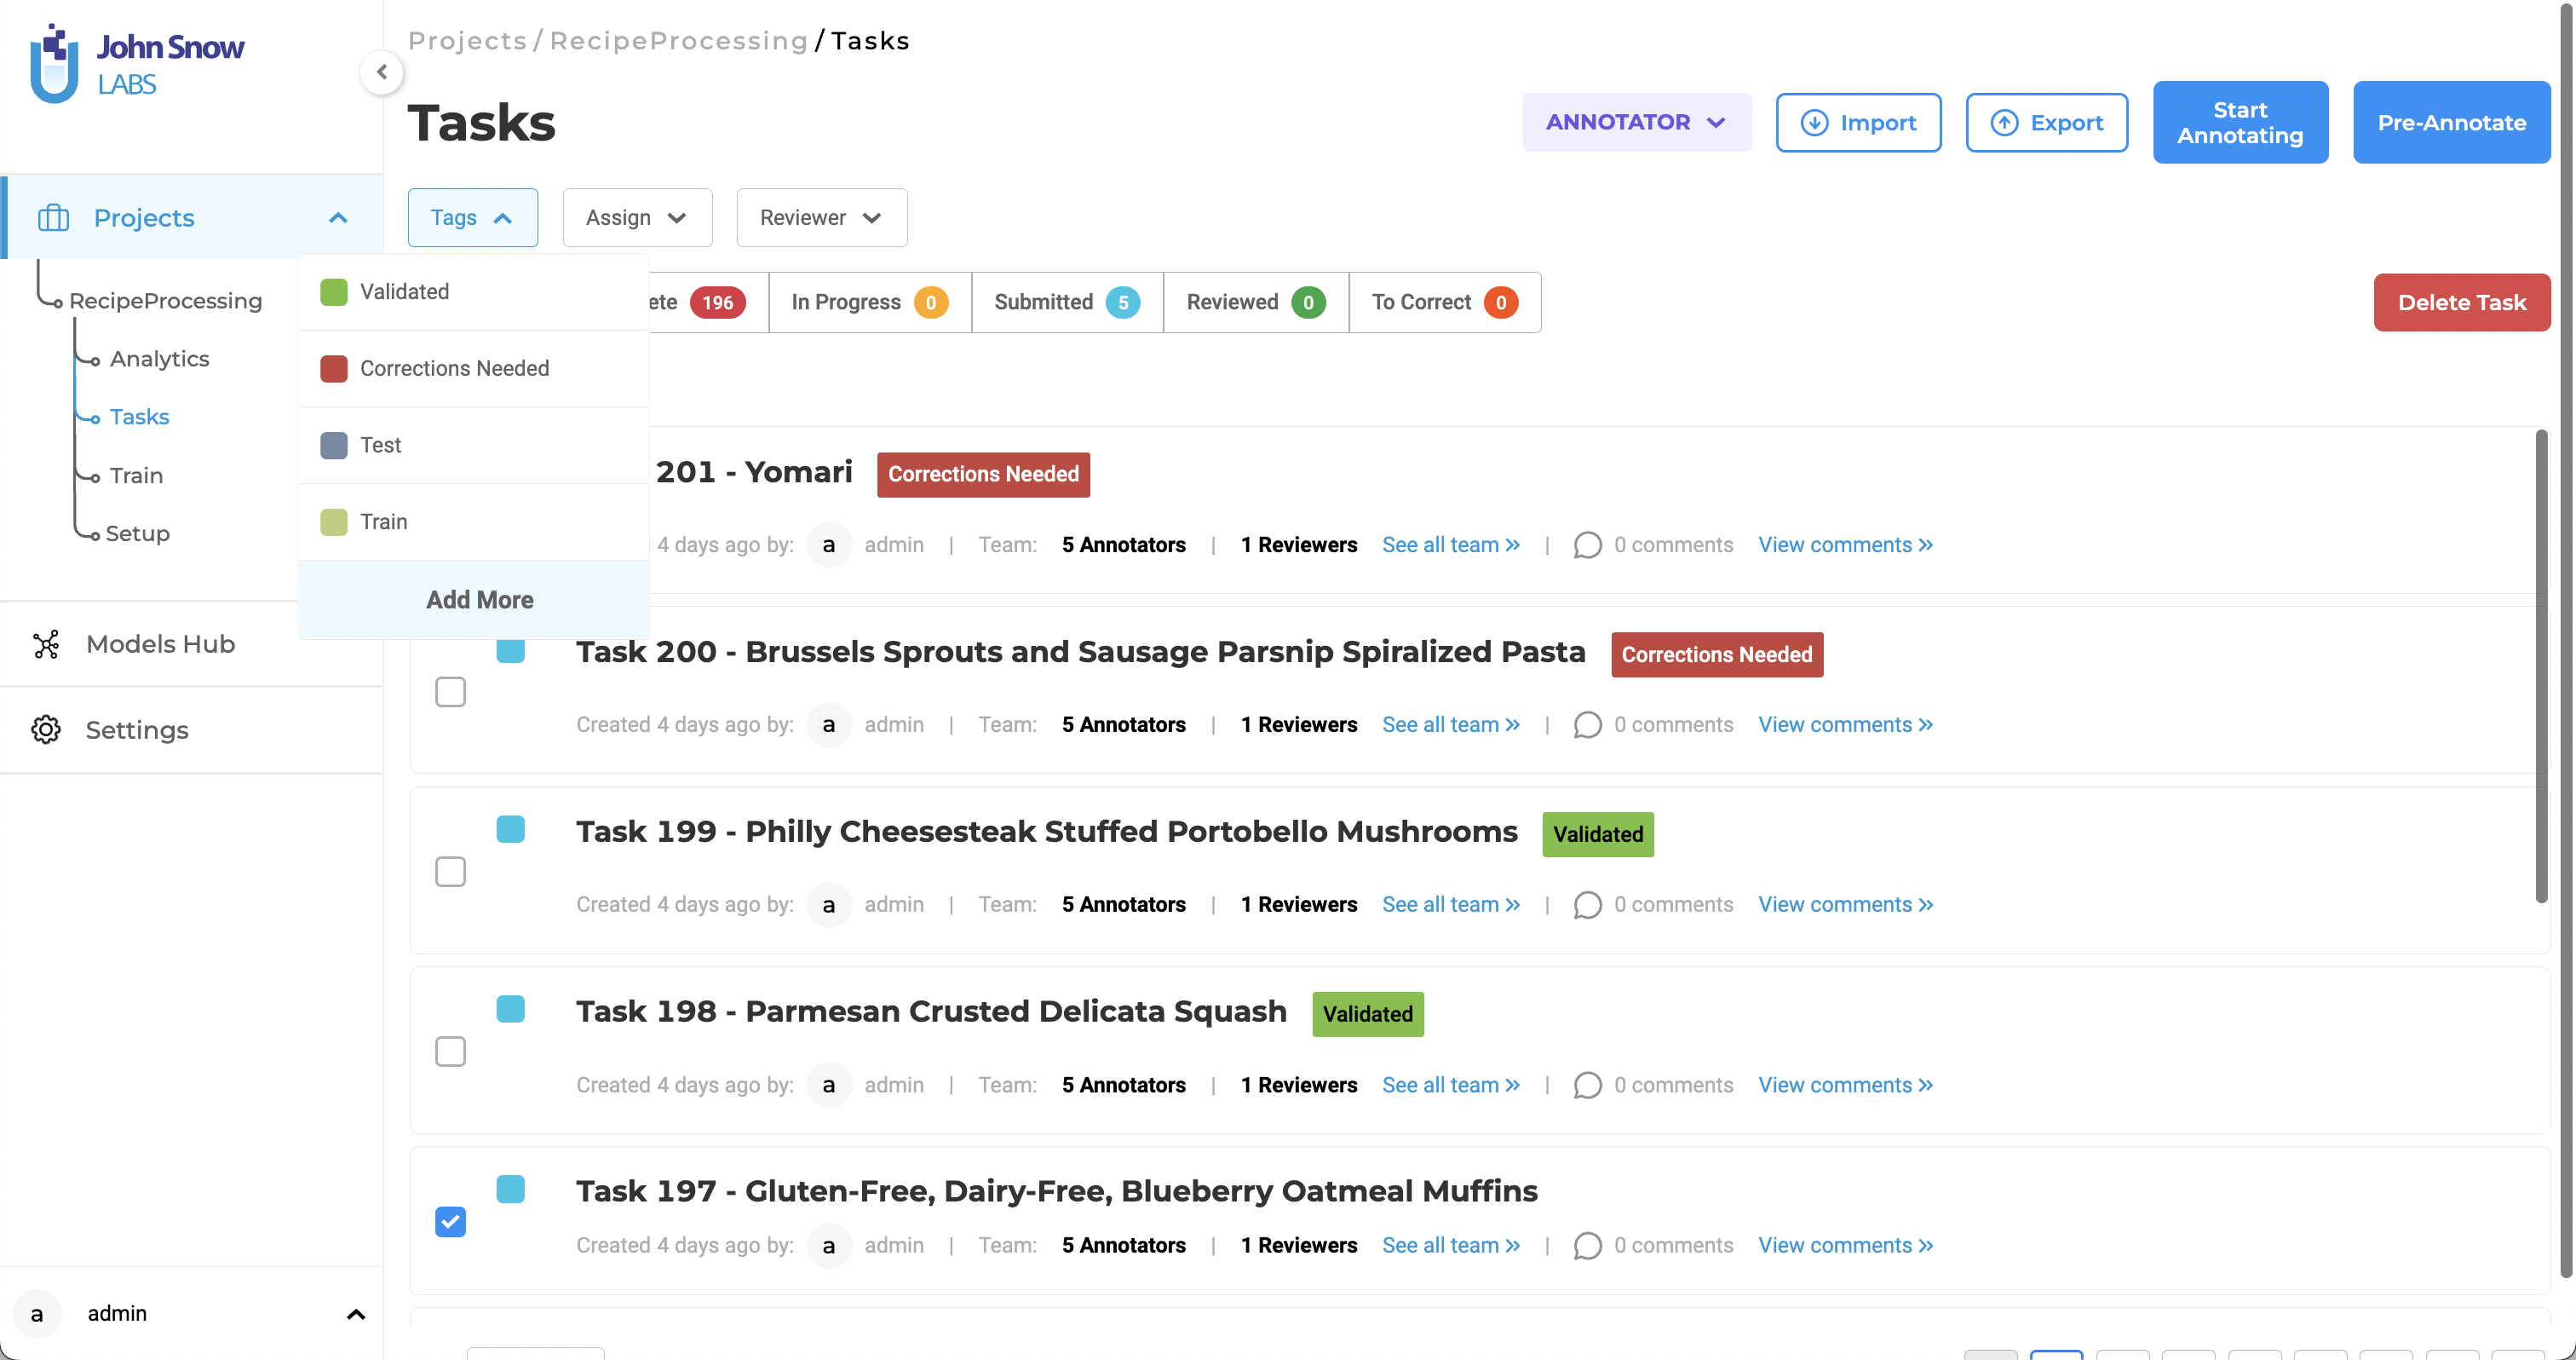 John Snow
LABS
Projects / RecipeProcessing / Tasks
Tasks
ANNOTATOR
Import
Export
Start
Annotating
Pre-Annotate
Projects
RecipeProcessing
Analytics
Tasks
Train
Setup
Models Hub
Settings
a admin
Tags
Assign
Reviewer
Validated
Corrections Needed
Test
Train
Add More
ete 196
In Progress 0
Submitted 5
Reviewed 0
To Correct 0
Delete Task
201 - Yomari Corrections Needed
4 days ago by: a admin | Team: 5 Annotators | 1 Reviewers See all team » | 0 comments View comments »
Task 200 - Brussels Sprouts and Sausage Parsnip Spiralized Pasta Corrections Needed
Created 4 days ago by: a admin | Team: 5 Annotators | 1 Reviewers See all team » | 0 comments View comments »
Task 199 - Philly Cheesesteak Stuffed Portobello Mushrooms Validated
Created 4 days ago by: a admin | Team: 5 Annotators | 1 Reviewers See all team » | 0 comments View comments »
Task 198 - Parmesan Crusted Delicata Squash Validated
Created 4 days ago by: a admin | Team: 5 Annotators | 1 Reviewers See all team » | 0 comments View comments »
Task 197 - Gluten-Free, Dairy-Free, Blueberry Oatmeal Muffins
Created 4 days ago by: a admin | Team: 5 Annotators | 1 Reviewers See all team » | 0 comments View comments »